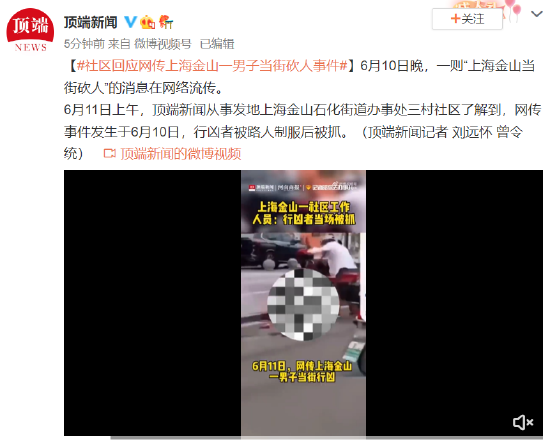 顶端
NEWS
顶端新闻
+关注
5分钟前 来自 微博视频号 已编辑
【#社区回应网传上海金山一男子当街砍人事件#】6月10日晚，一则“上海金山当
街砍人”的消息在网络流传。
6月11日上午，顶端新闻从事发地上海金山石化街道办事处三村社区了解到，网传
事件发生于6月10日，行凶者被路人制服后被抓。（顶端新闻记者 刘远怀 曾令
统） 顶端新闻的微博视频
上海金山一社区工作
人员：行凶者当场被抓
6月11日，网传上海金山
一男子当街行凶